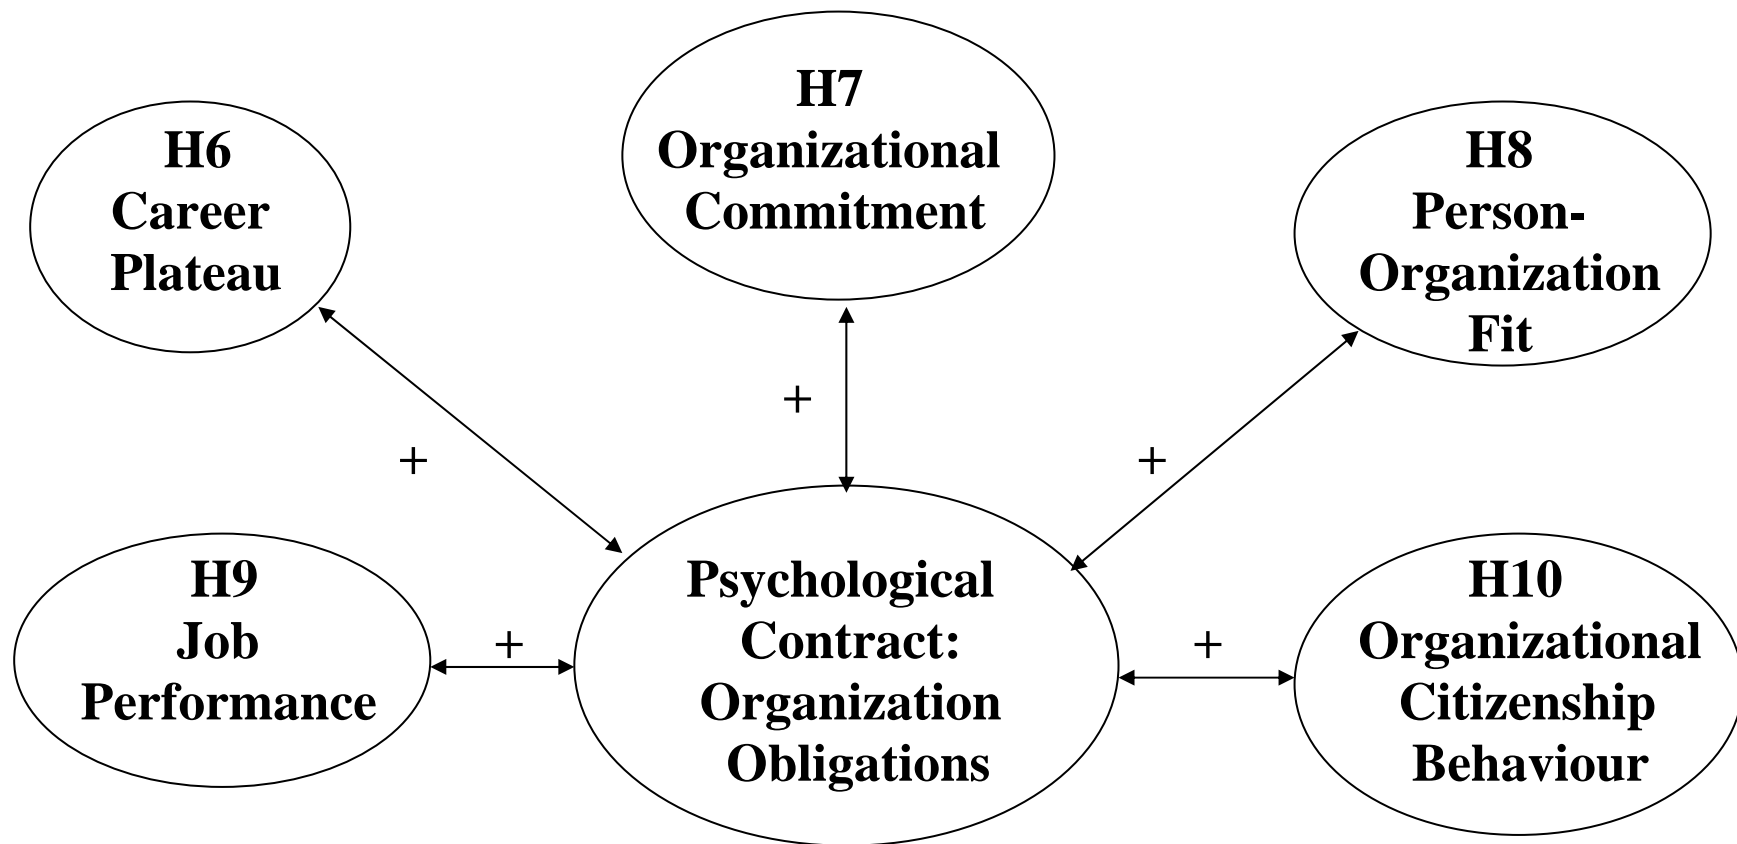 H7
Organizational
Commitment
H6
Career
Plateau
H8
Person-
Organization
Fit
+
+
+
H9
Job
Performance
+
Psychological
Contract:
Organization
Obligations
+
H10
Organizational
Citizenship
Behaviour